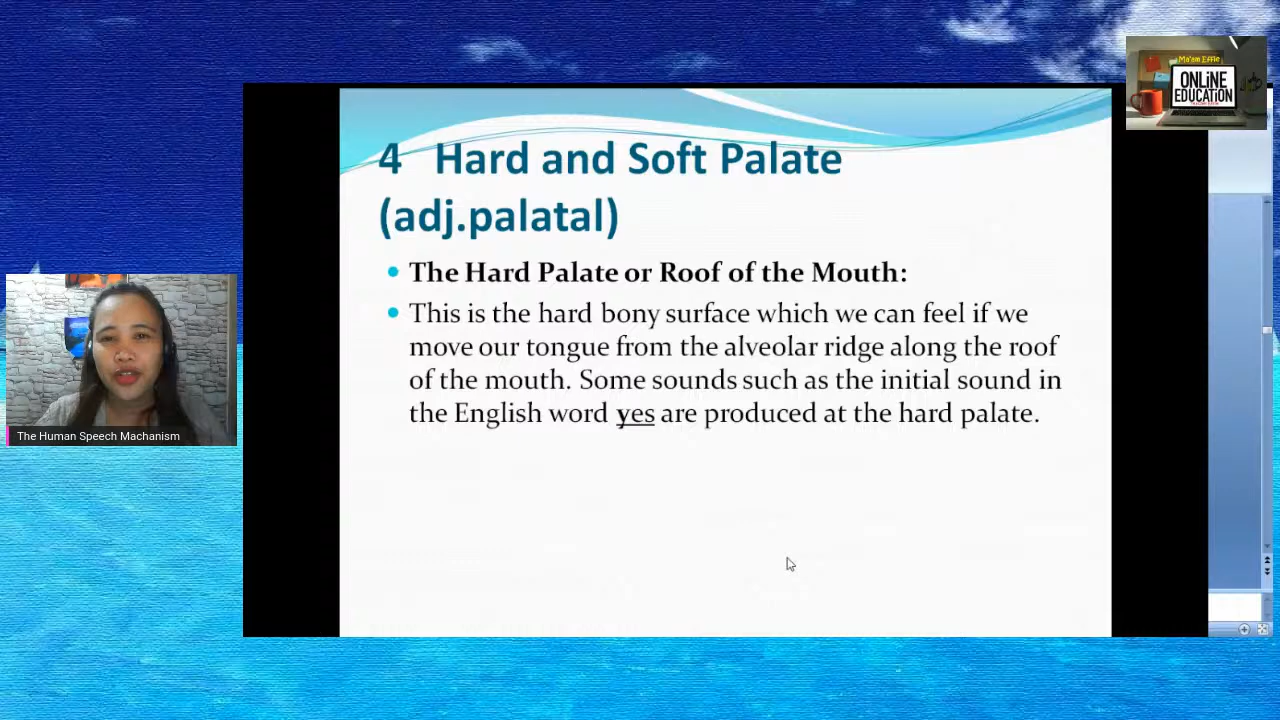 Ma'am Effie
ONLINE
EDUCATION
4 Hard and Soft Palate
(adj.palatal)
The Hard Palate or Roof of the Mouth:
This is the hard bony surface which we can feel if we
move our tongue from the alveolar ridge along the roof
of the mouth. Some sounds such as the initial sound in
the English word yes are produced at the hard palate.
The Human Speech Machanism